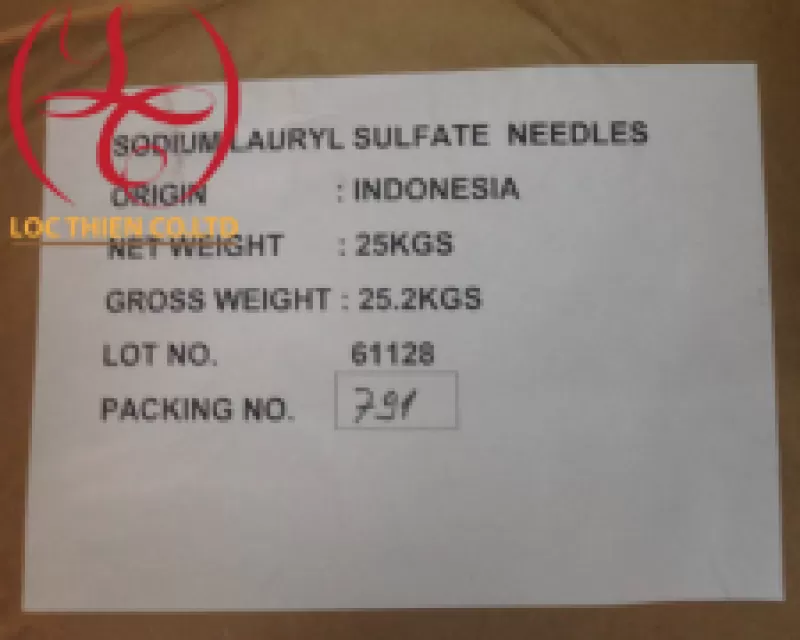 SODIUM LAURYL SULFATE NEEDLES
ORIGIN : INDONESIA
LOC THIEN CO.LTD
NET WEIGHT : 25KGS
GROSS WEIGHT : 25.2KGS
LOT NO. 61128
PACKING NO. 791